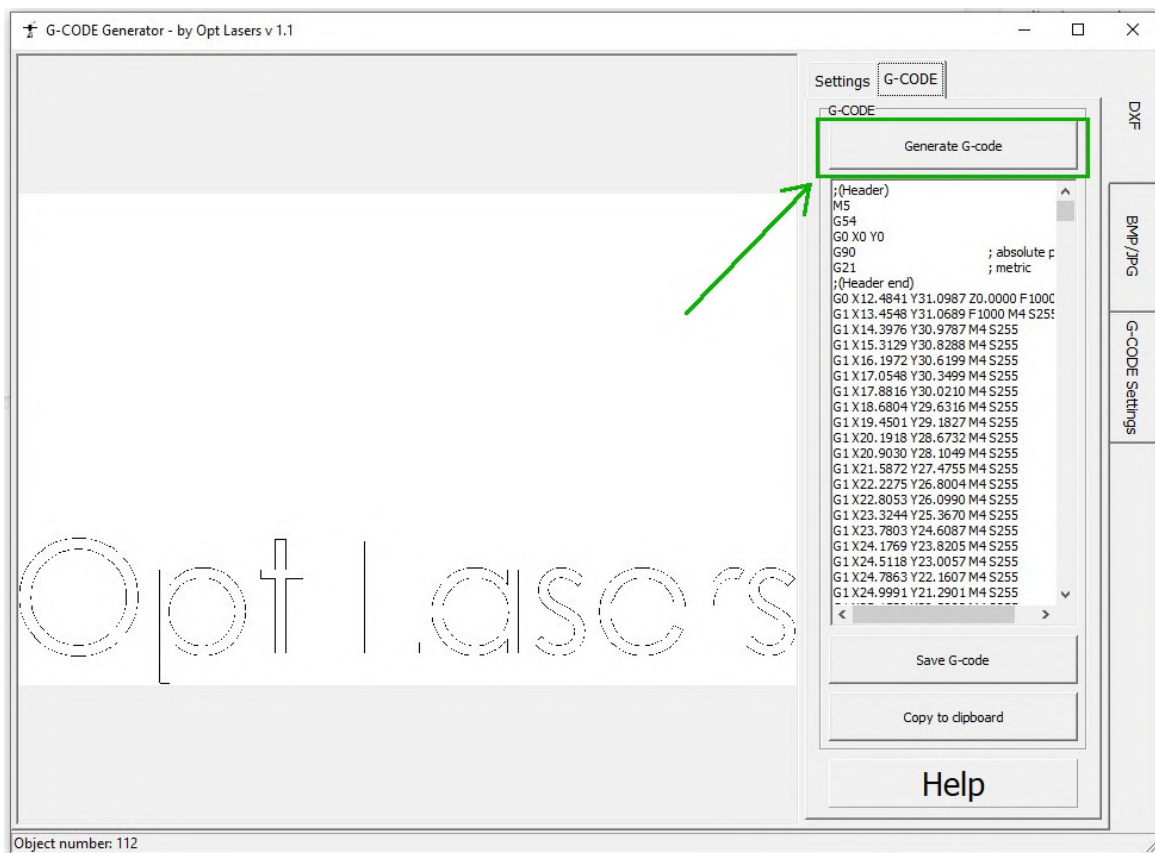 G-CODE Generator - by Opt Lasers v 1.1
Settings
G-CODE
G-CODE
Generate G-code
;(Header)
M5
G54
G0 X0 Y0
G90 ; absolute p
G21 ; metric
;(Header end)
G0 X12.4841 Y31.0987 Z0.0000 F1000
G1 X13.4548 Y31.0689 F1000 M4 S255
G1 X14.3976 Y30.9787 M4 S255
G1 X15.3129 Y30.8288 M4 S255
G1 X16.1972 Y30.6199 M4 S255
G1 X17.0548 Y30.3499 M4 S255
G1 X17.8816 Y30.0210 M4 S255
G1 X18.6804 Y29.6316 M4 S255
G1 X19.4501 Y29.1827 M4 S255
G1 X20.1918 Y28.6732 M4 S255
G1 X20.9030 Y28.1049 M4 S255
G1 X21.5872 Y27.4755 M4 S255
G1 X22.2275 Y26.8004 M4 S255
G1 X22.8053 Y26.0990 M4 S255
G1 X23.3244 Y25.3670 M4 S255
G1 X23.7803 Y24.6087 M4 S255
G1 X24.1769 Y23.8205 M4 S255
G1 X24.5118 Y23.0057 M4 S255
G1 X24.7863 Y22.1607 M4 S255
G1 X24.9991 Y21.2901 M4 S255
Save G-code
Copy to clipboard
Help
DXF
BMP/JPG
G-CODE Settings
Opt Lasers
Object number: 112